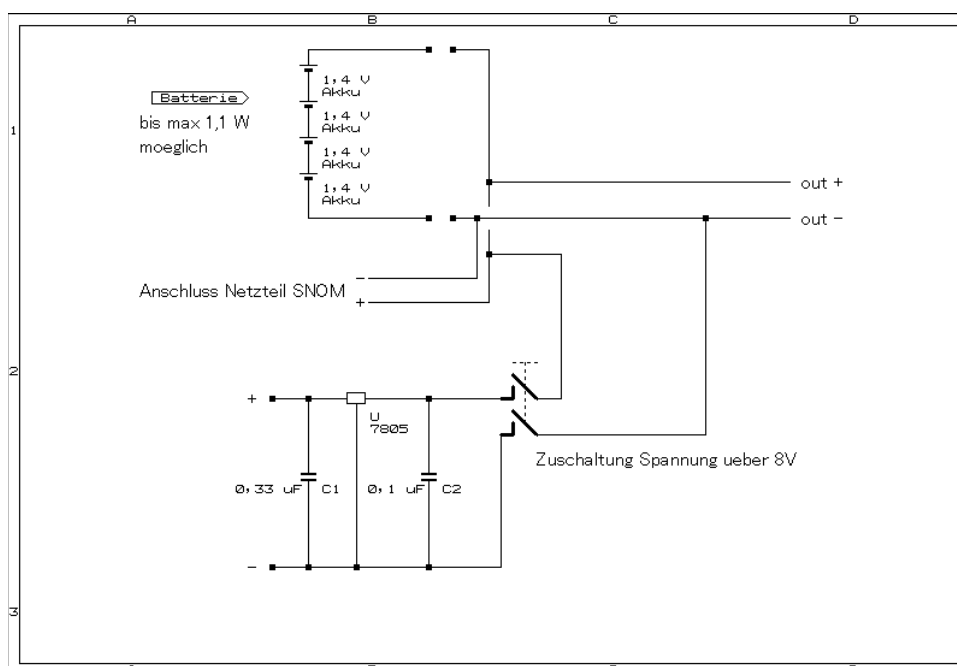 A B C D
1
1,4 V
Akku
1,4 V
Akku
1,4 V
Akku
1,4 V
Akku
Batterie
bis max 1,1 W
moeglich
out +
out -
Anschluss Netzteil SNOM
-
+
2
+
U
7805
Zuschaltung Spannung ueber 8V
0,33 uF C1
0,1 uF C2
-
3